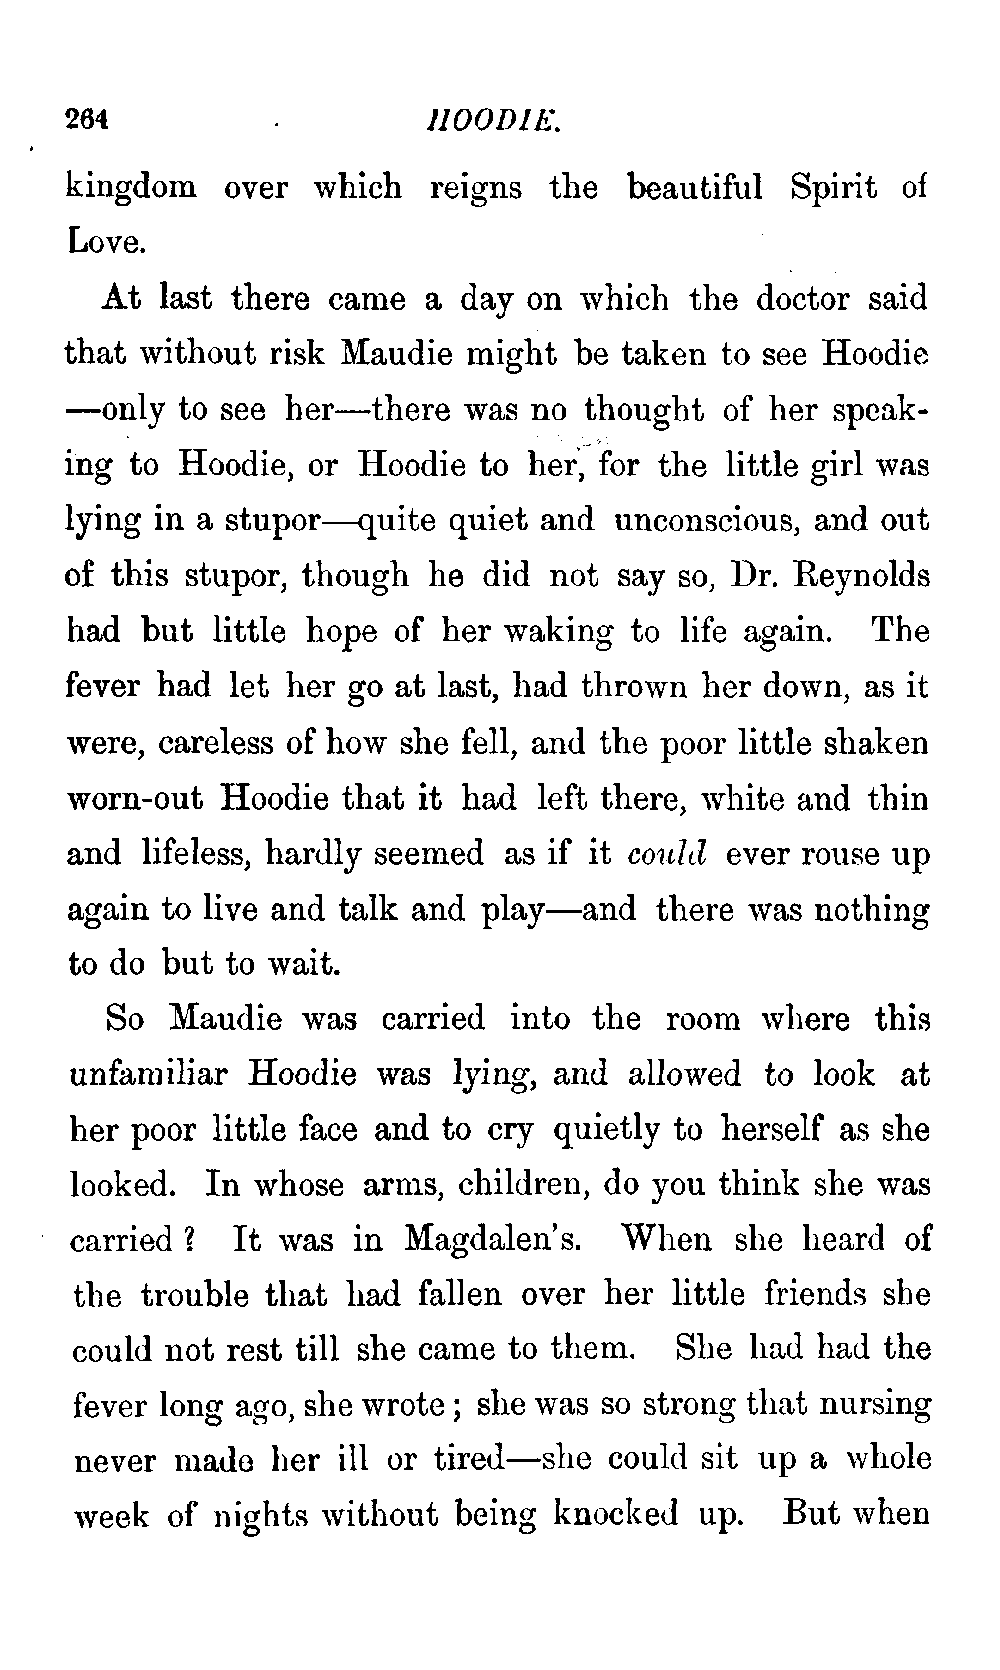 264 HOODIE.
kingdom over which reigns the beautiful Spirit of
Love.
At last there came a day on which the doctor said
that without risk Maudie might be taken to see Hoodie
—only to see her—there was no thought of her speak-
ing to Hoodie, or Hoodie to her, for the little girl was
lying in a stupor—quite quiet and unconscious, and out
of this stupor, though he did not say so, Dr. Reynolds
had but little hope of her waking to life again. The
fever had let her go at last, had thrown her down, as it
were, careless of how she fell, and the poor little shaken
worn-out Hoodie that it had left there, white and thin
and lifeless, hardly seemed as if it could ever rouse up
again to live and talk and play—and there was nothing
to do but to wait.
So Maudie was carried into the room where this
unfamiliar Hoodie was lying, and allowed to look at
her poor little face and to cry quietly to herself as she
looked. In whose arms, children, do you think she was
carried? It was in Magdalen's. When she heard of
the trouble that had fallen over her little friends she
could not rest till she came to them. She had had the
fever long ago, she wrote; she was so strong that nursing
never made her ill or tired—she could sit up a whole
week of nights without being knocked up. But when